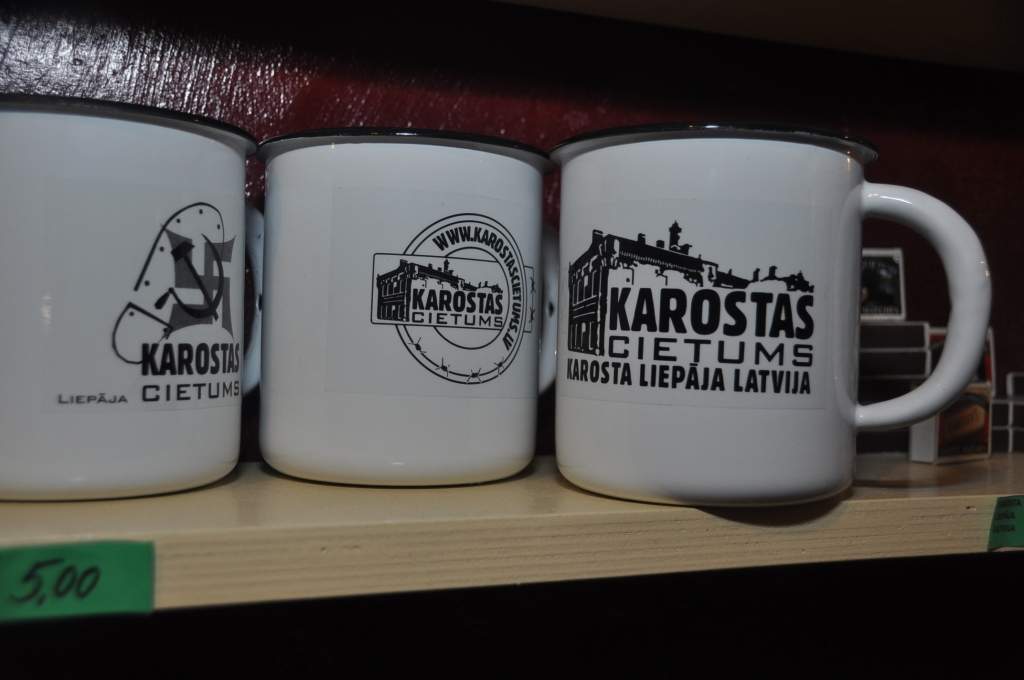 KAROSTAS
LIEPĀJA CIETUMS
WWW.KAROSTASCIETUMS.LV
KAROSTAS
CIETUMS
KAROSTAS
CIETUMS
KAROSTA LIEPĀJA LATVIJA
5,00